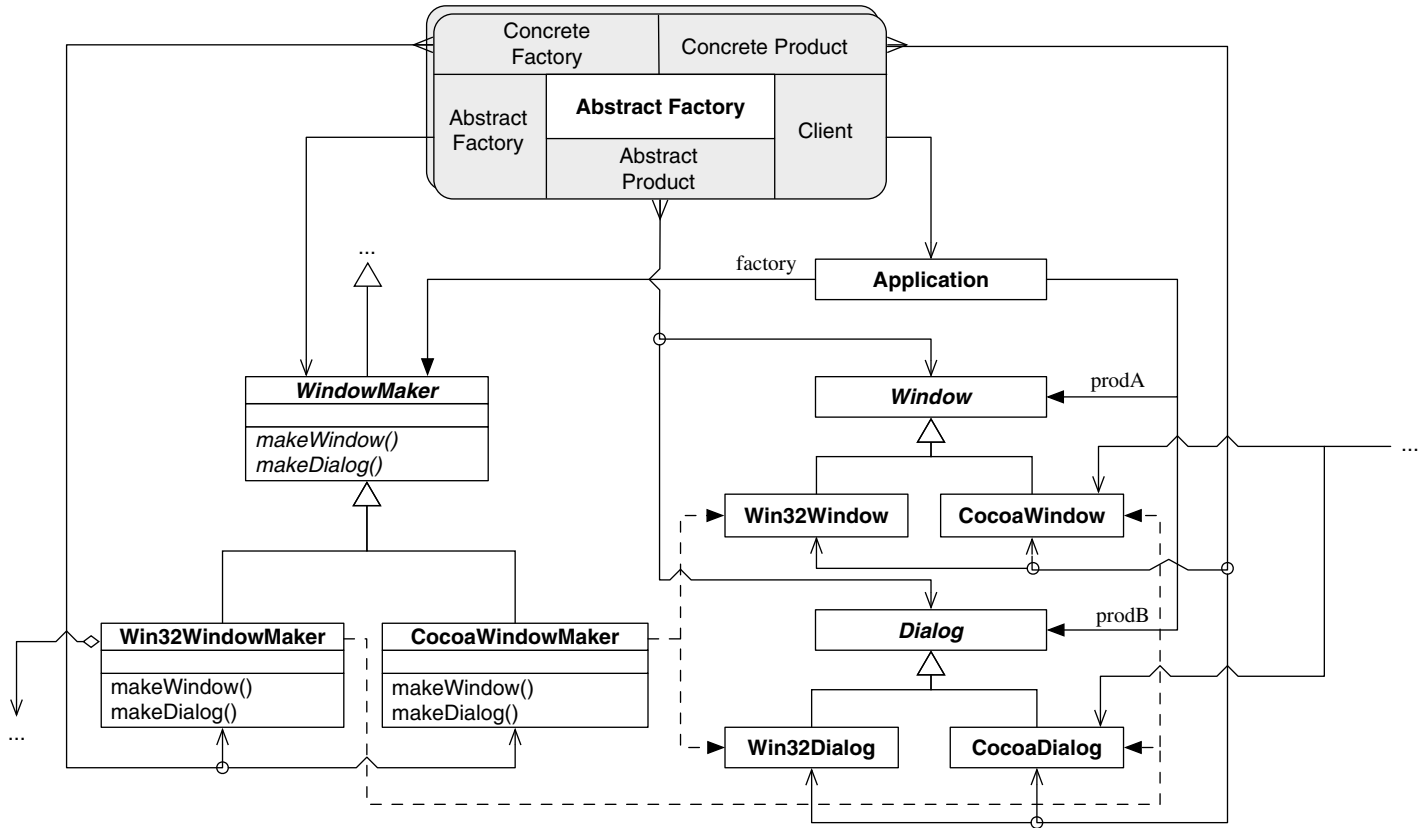 Concrete
Factory
Concrete Product
Abstract
Factory
Abstract Factory
Client
Abstract
Product
...
factory
Application
WindowMaker
makeWindow()
makeDialog()
Window
prodA
...
Win32Window
CocoaWindow
Dialog
prodB
Win32WindowMaker
makeWindow()
makeDialog()
CocoaWindowMaker
makeWindow()
makeDialog()
...
Win32Dialog
CocoaDialog